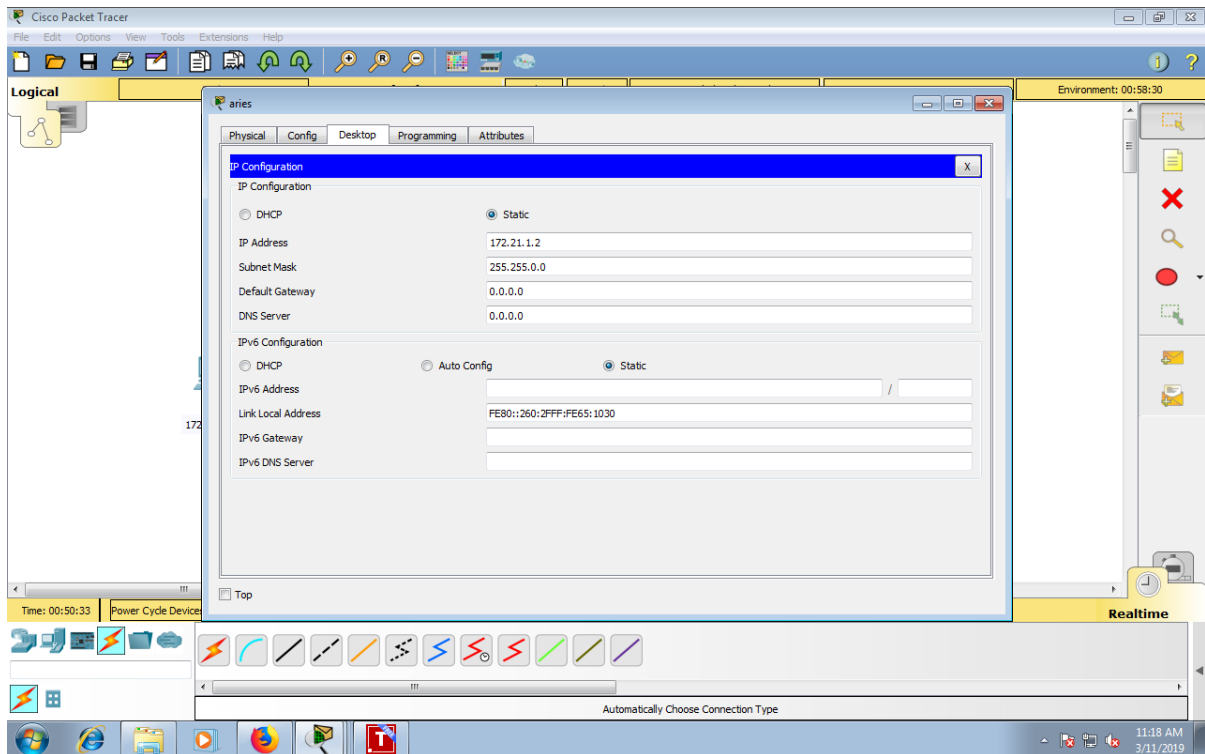 Cisco Packet Tracer
File Edit Options View Tools Extensions Help
Logical
Environment: 00:58:30
aries
Physical Config Desktop Programming Attributes
IP Configuration X
IP Configuration
DHCP Static
IP Address 172.21.1.2
Subnet Mask 255.255.0.0
Default Gateway 0.0.0.0
DNS Server 0.0.0.0
IPv6 Configuration
DHCP Auto Config Static
IPv6 Address /
Link Local Address FE80::260:2FFF:FE65:1030
IPv6 Gateway
IPv6 DNS Server
172
Top
Time: 00:50:33 Power Cycle Devices
Realtime
Automatically Choose Connection Type
11:18 AM
3/11/2019